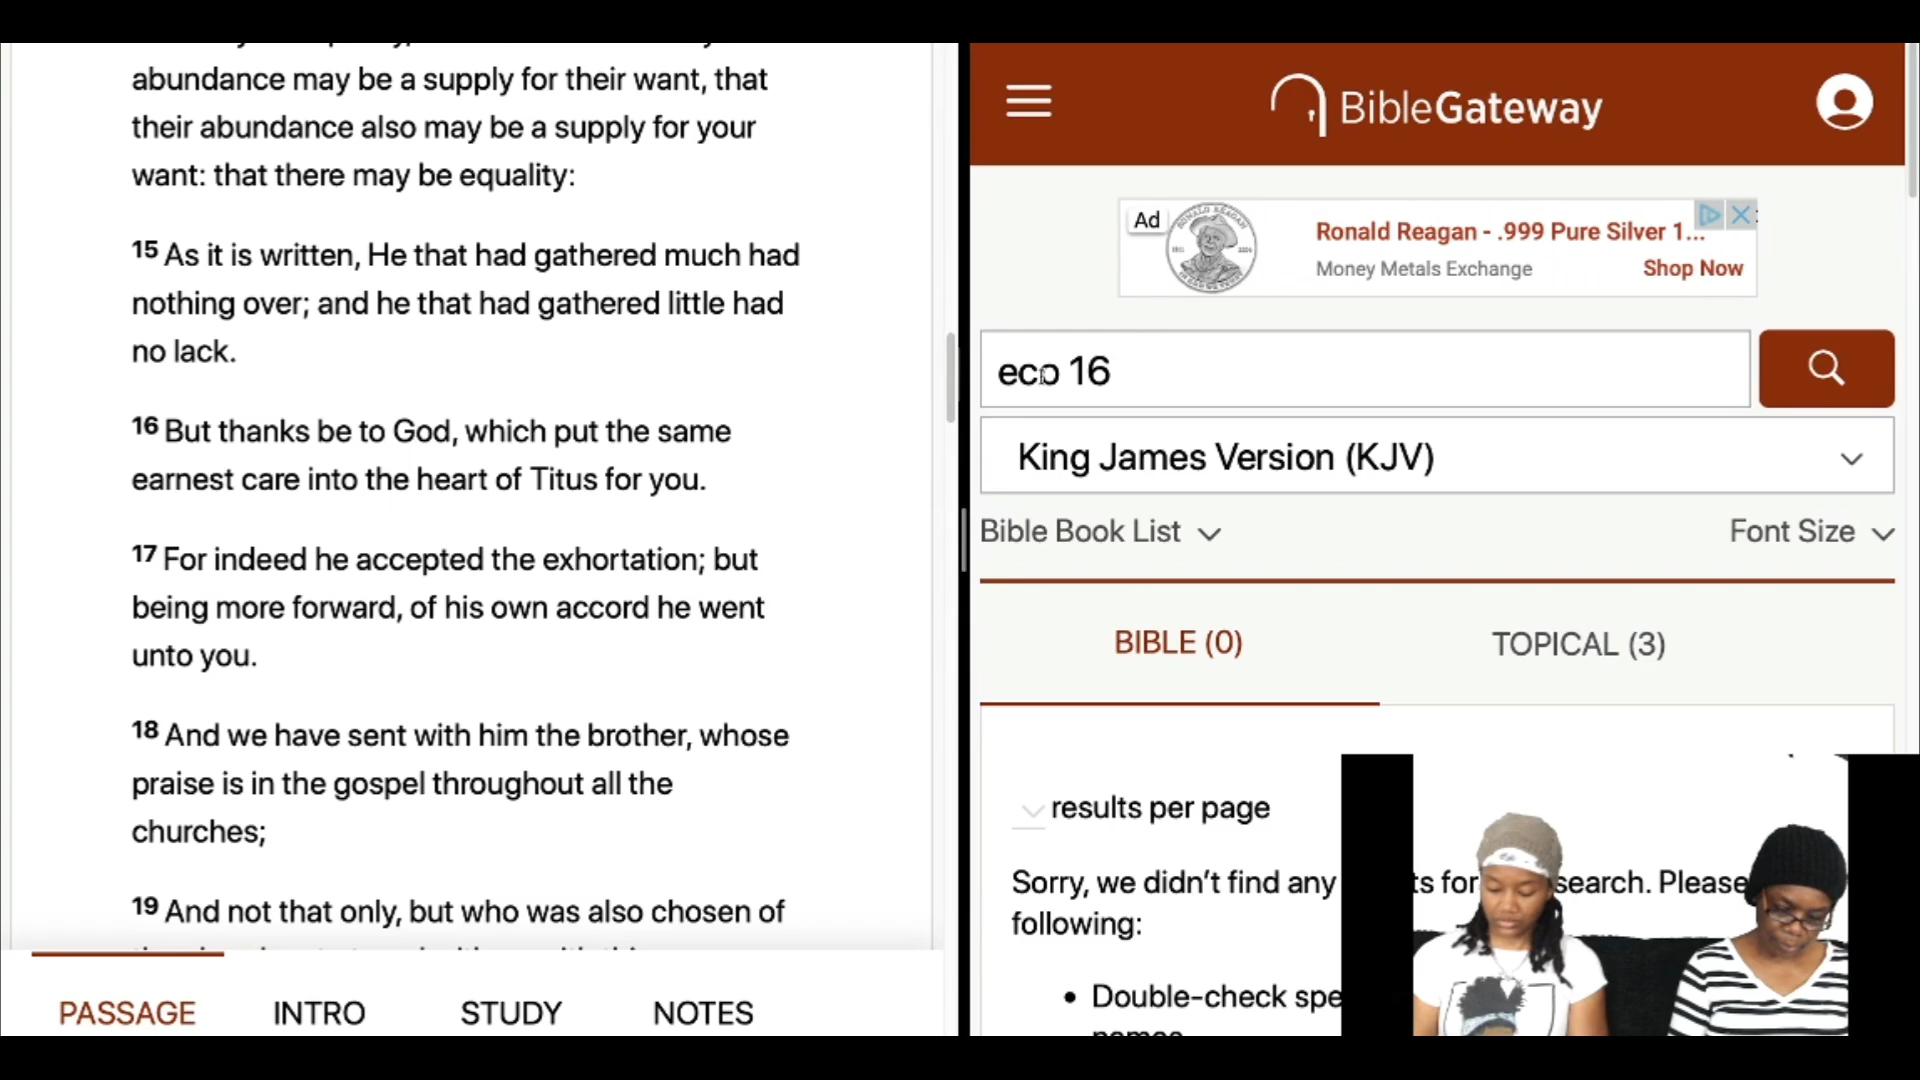 abundance may be a supply for their want, that
their abundance also may be a supply for your
want: that there may be equality:
15 As it is written, He that had gathered much had
nothing over; and he that had gathered little had
no lack.
16 But thanks be to God, which put the same
earnest care into the heart of Titus for you.
17 For indeed he accepted the exhortation; but
being more forward, of his own accord he went
unto you.
18 And we have sent with him the brother, whose
praise is in the gospel throughout all the
churches;
19 And not that only, but who was also chosen of
PASSAGE INTRO STUDY NOTES
BibleGateway
Ad
RONALD REAGAN
Ronald Reagan - .999 Pure Silver 1...
Money Metals Exchange Shop Now
eco 16
King James Version (KJV)
Bible Book List Font Size
BIBLE (0) TOPICAL (3)
results per page
Sorry, we didn't find any ts for search. Please
following:
• Double-check spe